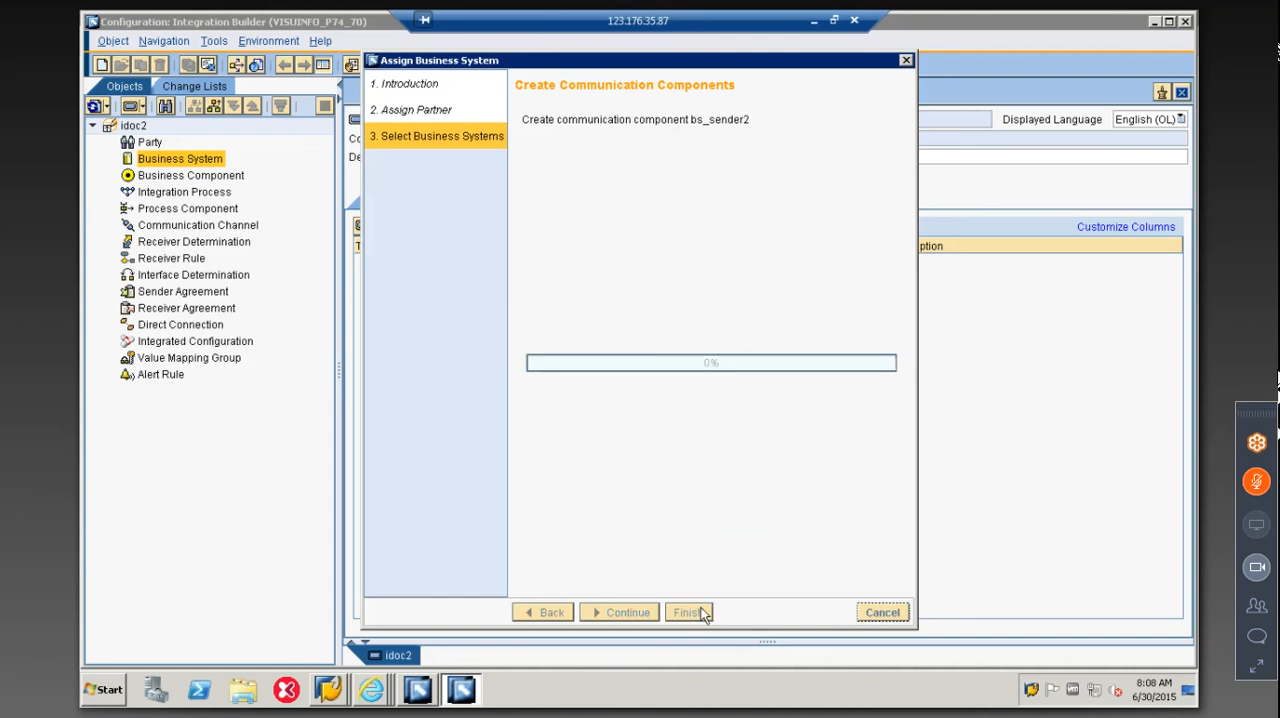 Configuration: Integration Builder (VISUINFO_P74_70)
123.176.35.87
Object Navigation Tools Environment Help
Objects Change Lists
idoc2
Party
Business System
Business Component
Integration Process
Process Component
Communication Channel
Receiver Determination
Receiver Rule
Interface Determination
Sender Agreement
Receiver Agreement
Direct Connection
Integrated Configuration
Value Mapping Group
Alert Rule
Assign Business System
1. Introduction
2. Assign Partner
3. Select Business Systems
Create Communication Components
Create communication component bs_sender2
0%
Back Continue Finish Cancel
Displayed Language English (OL)
Co
De
Customize Columns
T ption
idoc2
Start
8:08 AM
6/30/2015